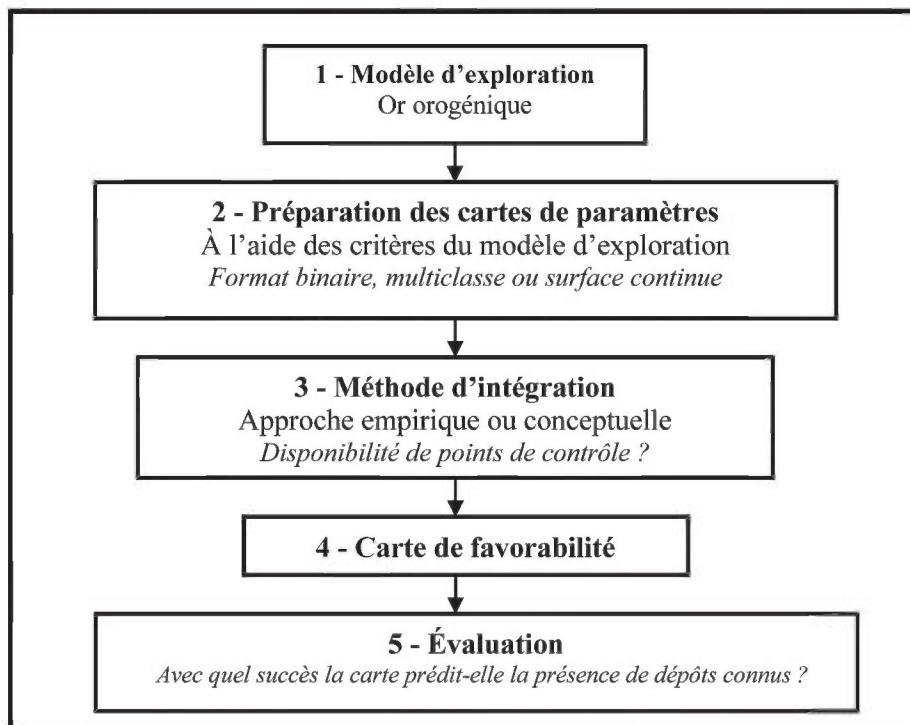 1 - Modèle d'exploration
Or orogénique
2 - Préparation des cartes de paramètres
À l'aide des critères du modèle d'exploration
Format binaire, multiclasse ou surface continue
3 - Méthode d'intégration
Approche empirique ou conceptuelle
Disponibilité de points de contrôle ?
4 - Carte de favorabilité
5 - Évaluation
Avec quel succès la carte prédit-elle la présence de dépôts connus ?